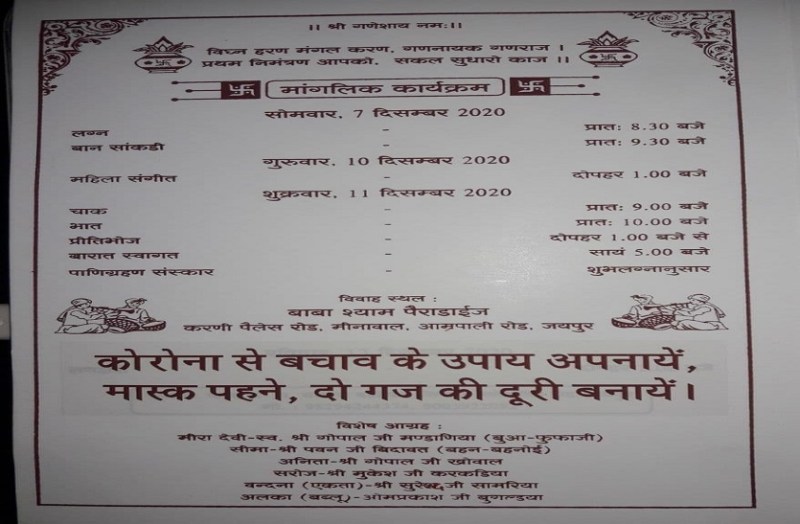 ।। श्री गणेशाय नमः।।
विघ्न हरण मंगल करण, गणनायक गणराज ।
प्रथम निमंत्रण आपको, सकल सुधारो काज ।।
मांगलिक कार्यक्रम
सोमवार, 7 दिसम्बर 2020
लग्न - प्रातः 8.30 बजे
बान सांकडी - प्रातः 9.30 बजे
गुरुवार, 10 दिसम्बर 2020
महिला संगीत - दोपहर 1.00 बजे
शुक्रवार, 11 दिसम्बर 2020
चाक - प्रातः 9.00 बजे
भात - प्रातः 10.00 बजे
प्रीतिभोज - दोपहर 1.00 बजे से
बारात स्वागत - सायं 5.00 बजे
पाणिग्रहण संस्कार - शुभलग्नानुसार
विवाह स्थल :
बाबा श्याम पैराडाईज
करणी पैलेस रोड, मीनावाल, आम्रपाली रोड, जयपुर
कोरोना से बचाव के उपाय अपनायें,
मास्क पहने, दो गज की दूरी बनायें।
विशेष आग्रह :
मीरा देवी-स्व. श्री गोपाल जी मण्डाणिया (बुआ-फुफाजी)
सीमा-श्री पवन जी बिदावत (बहन-बहनोई)
अनिता-श्री गोपाल जी खोवाल
सरोज-श्री मुकेश जी करकडिया
वन्दना (एकता)-श्री सुरेश जी सामरिया
अलका (बब्लू)-ओमप्रकाश जी